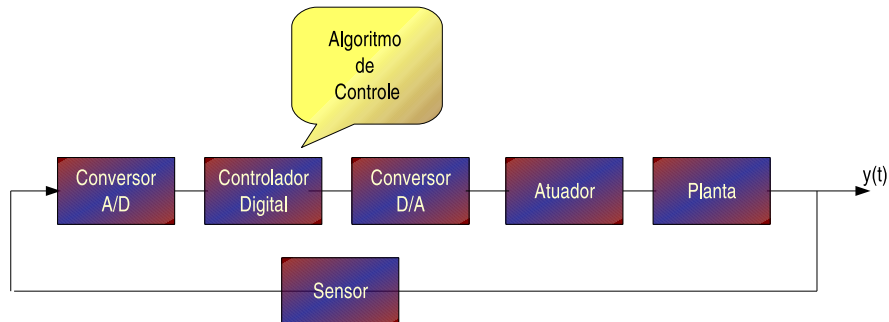 Algoritmo
de
Controle
Conversor
A/D
Controlador
Digital
Conversor
D/A
Atuador
Planta
y(t)
Sensor